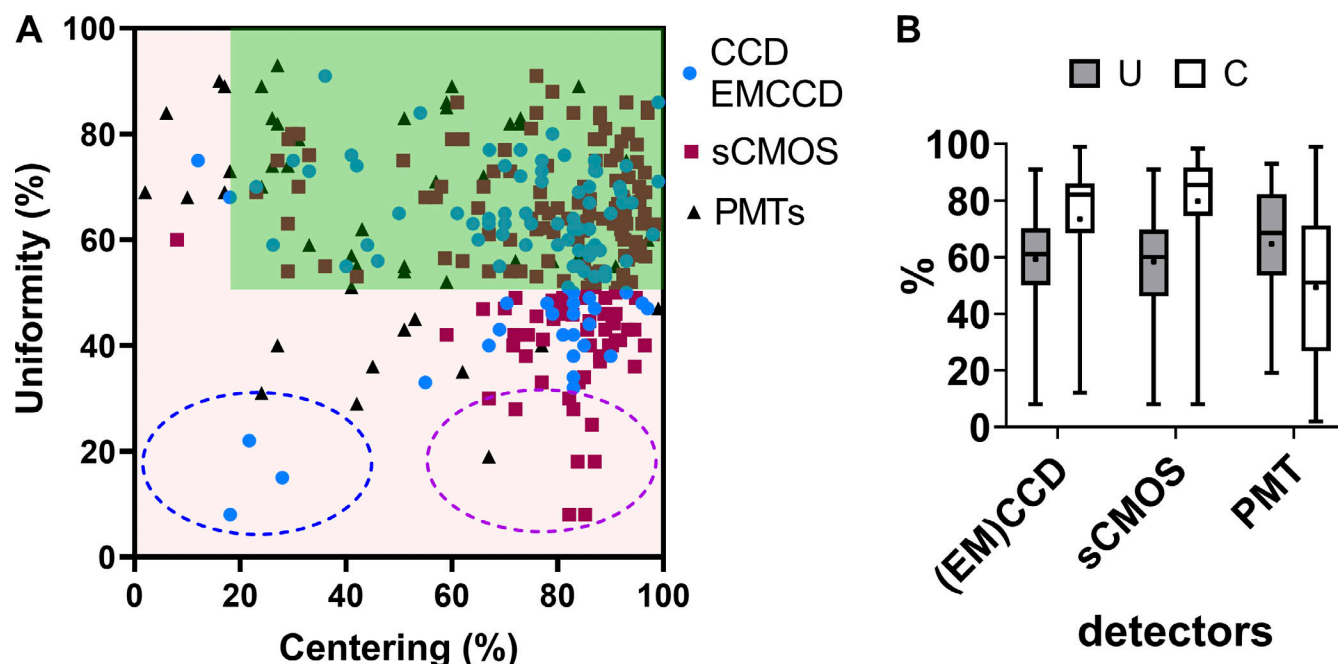 A
100
80
60
40
20
0
Uniformity (%)
0 20 40 60 80 100
Centering (%)
CCD
EMCCD
sCMOS
PMTs
B
U C
100
80
60
40
20
0
%
(EM)CCD
sCMOS
PMT
detectors